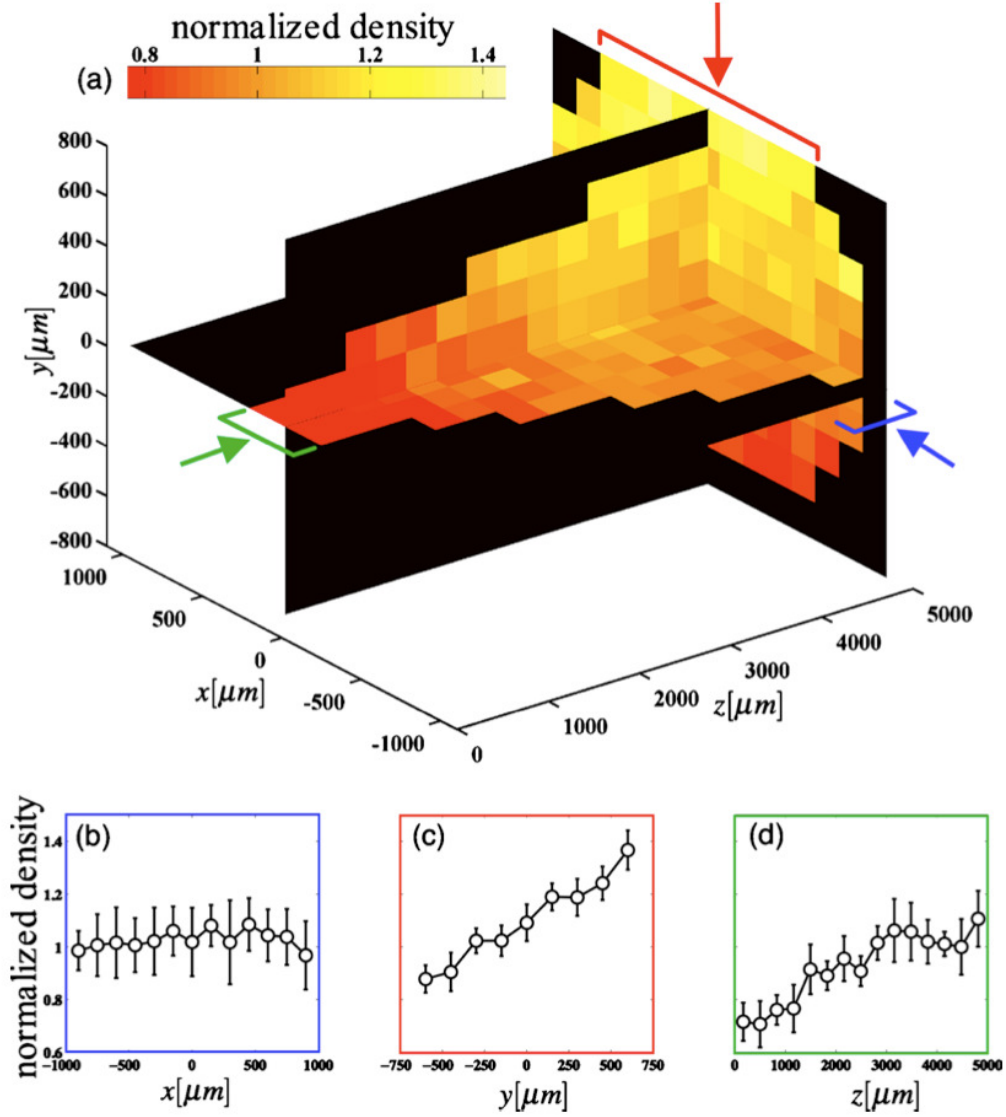 normalized density
(a)
0.8 1 1.2 1.4
800
600
400
200
0
-200
-400
-600
-800
y[μm]
1000
500
0
-500
-1000
x[μm]
0
1000
2000
3000
4000
5000
z[μm]
normalized density
(b)
1.4
1.2
1
0.8
0.6
-1000 -500 0 500 1000
x[μm]
(c)
-750 -500 -250 0 250 500 750
y[μm]
(d)
0 1000 2000 3000 4000 5000
z[μm]